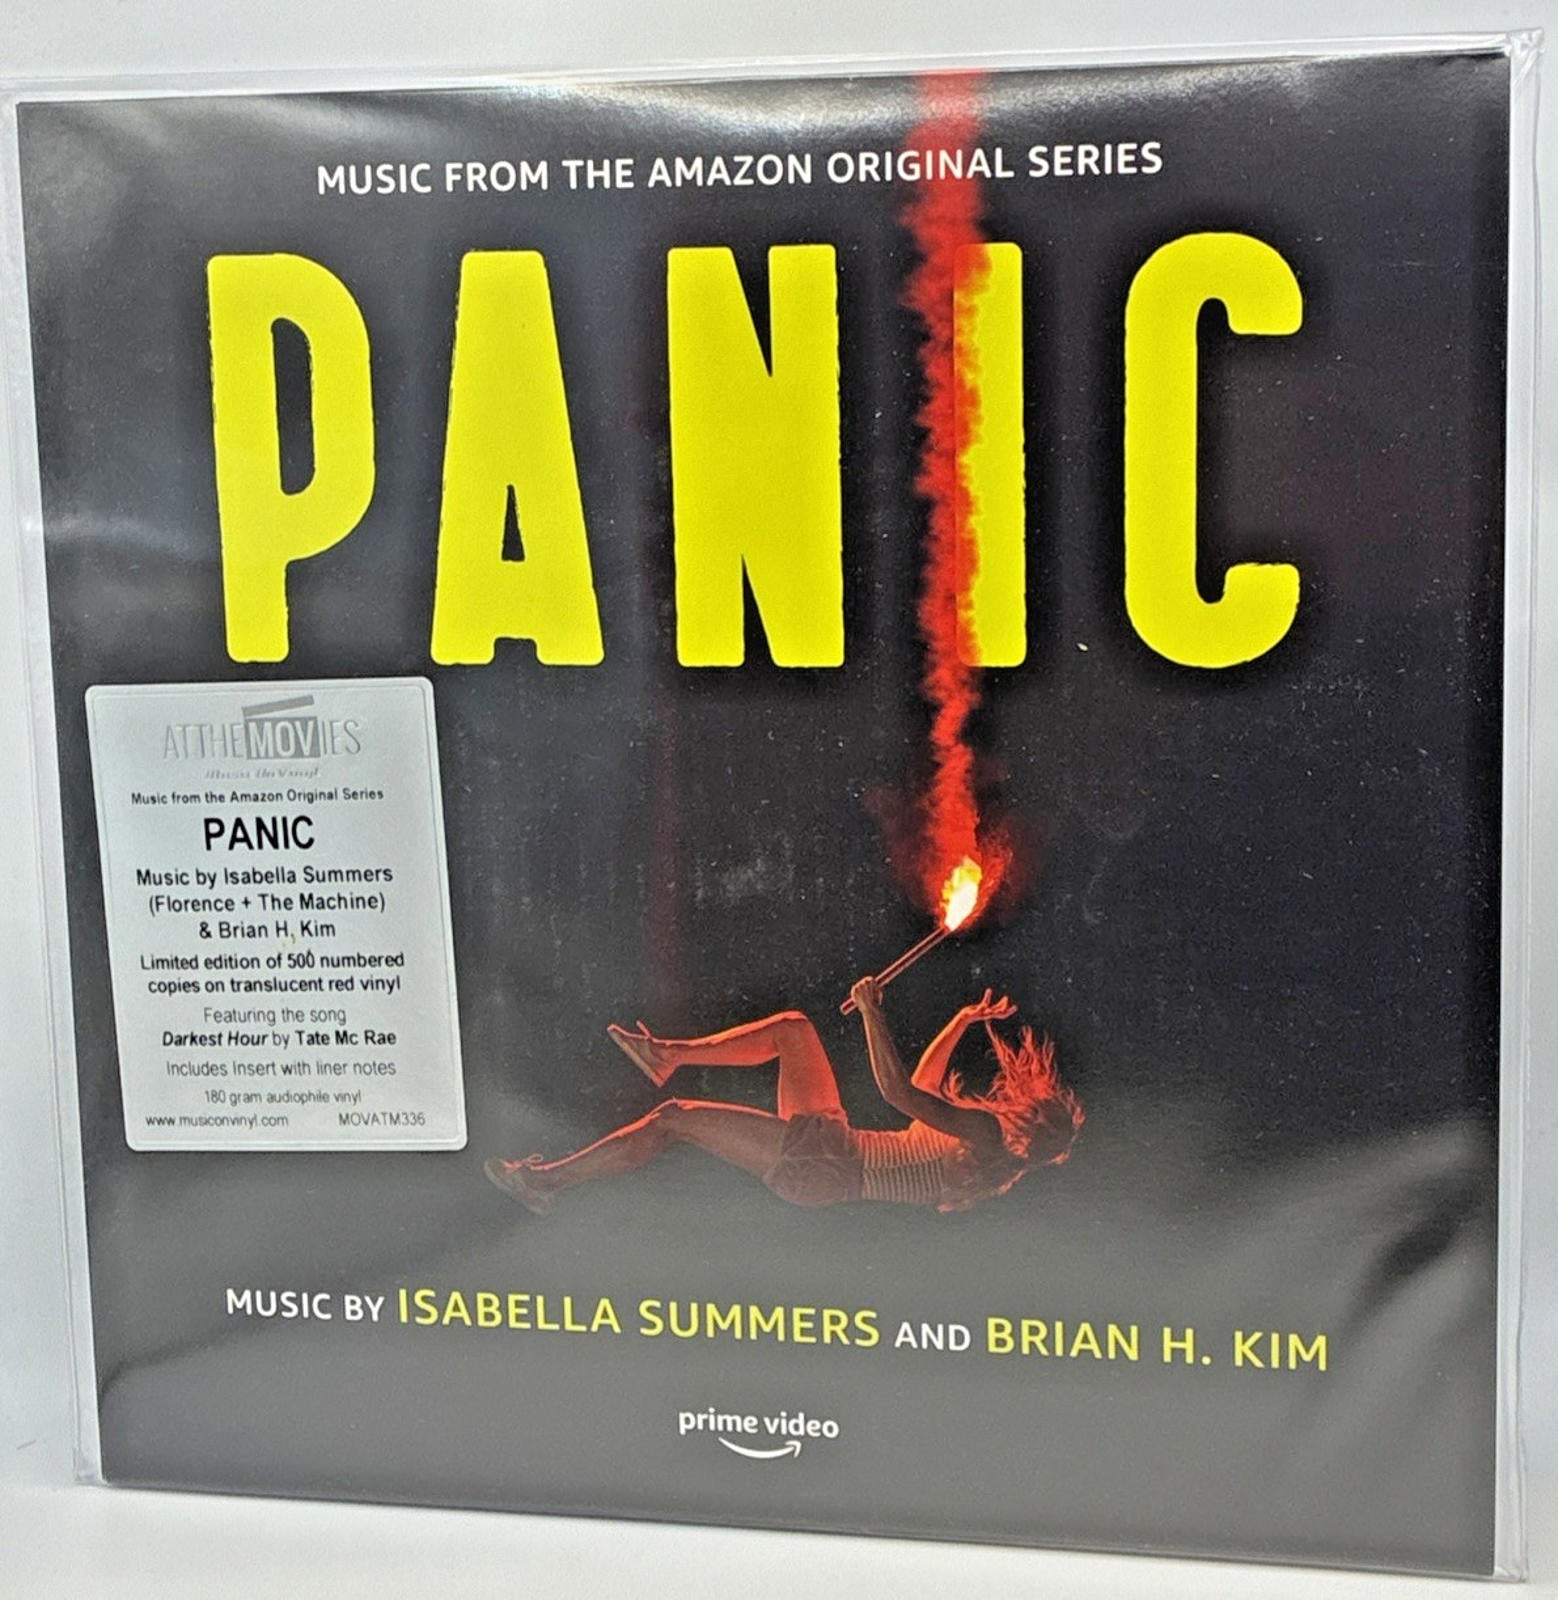 MUSIC FROM THE AMAZON ORIGINAL SERIES
PANIC
ATTHEMOVIES
Music On Vinyl
Music from the Amazon Original Series
PANIC
Music by Isabella Summers
(Florence + The Machine)
& Brian H. Kim
Limited edition of 500 numbered
copies on translucent red vinyl
Featuring the song
Darkest Hour by Tate Mc Rae
Includes Insert with liner notes
180 gram audiophile vinyl
www.musiconvinyl.com MOVATM336
MUSIC BY ISABELLA SUMMERS AND BRIAN H. KIM
prime video